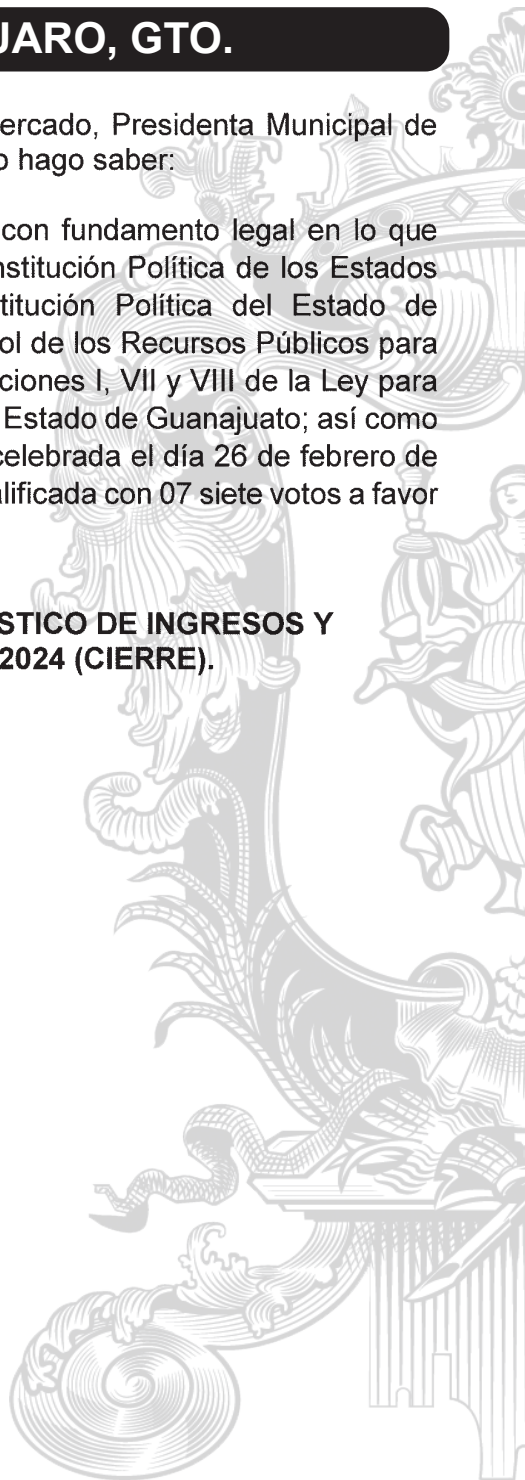 JARO, GTO.
ercado, Presidenta Municipal de
o hago saber:
con fundamento legal en lo que
nstitución Política de los Estados
titución Política del Estado de
ol de los Recursos Públicos para
ciones I, VII y VIII de la Ley para
Estado de Guanajuato; así como
celebrada el día 26 de febrero de
alificada con 07 siete votos a favor
STICO DE INGRESOS Y
2024 (CIERRE).